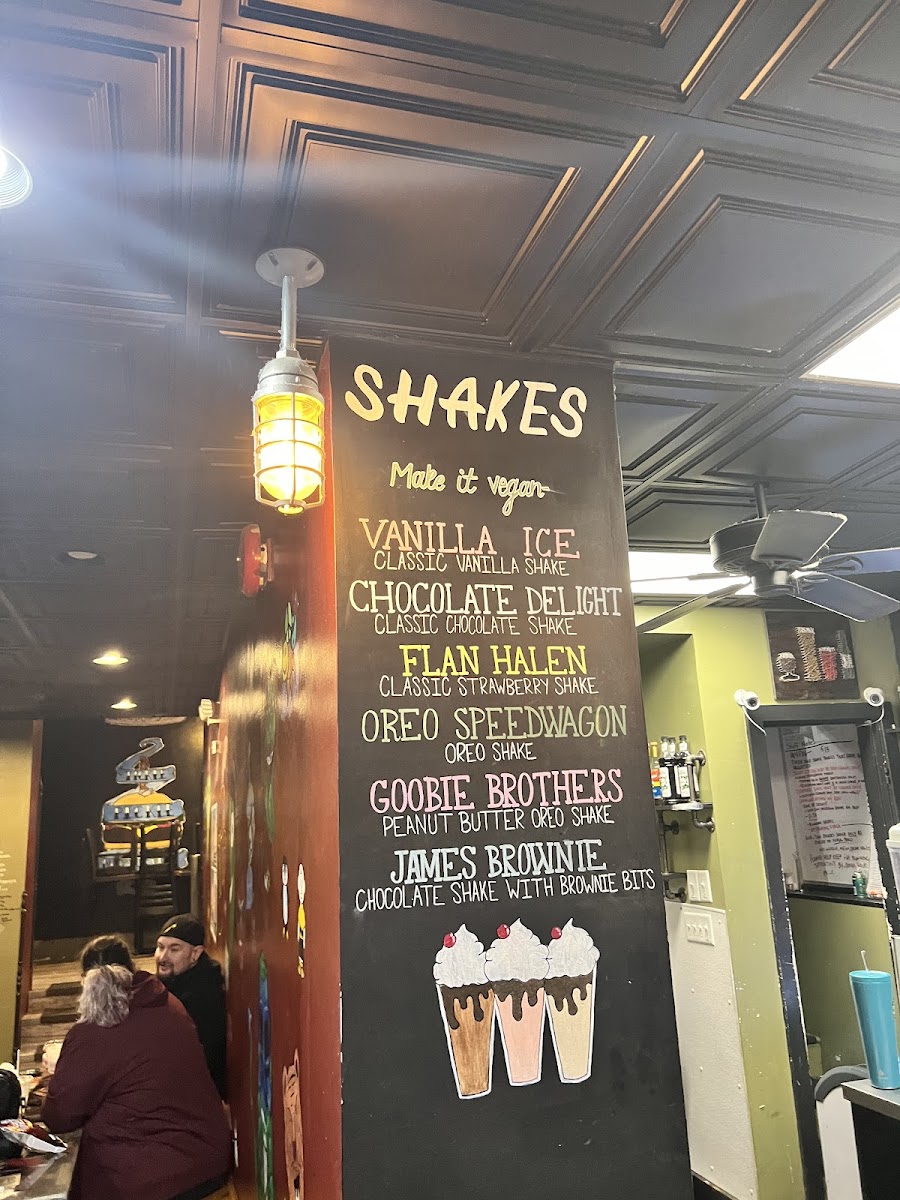 SHAKES
Make it vegan-
VANILLA ICE
CLASSIC VANILLA SHAKE
CHOCOLATE DELIGHT
CLASSIC CHOCOLATE SHAKE
FLAN HALEN
CLASSIC STRAWBERRY SHAKE
OREO SPEEDWAGON
OREO SHAKE
GOOBIE BROTHERS
PEANUT BUTTER OREO SHAKE
JAMES BROWNIE
CHOCOLATE SHAKE WITH BROWNIE BITS